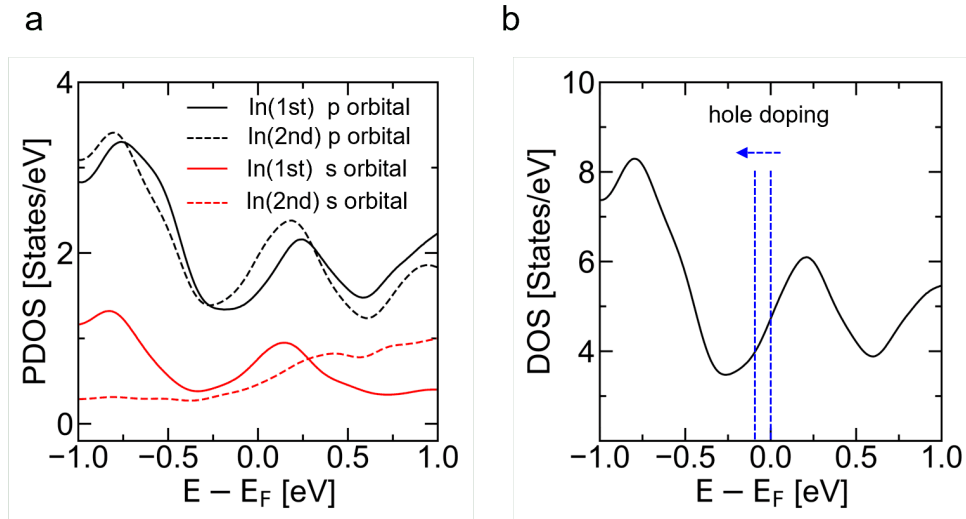 a
b
4
2
0
PDOS [States/eV]
In(1st) p orbital
In(2nd) p orbital
In(1st) s orbital
In(2nd) s orbital
−1.0 −0.5 0.0 0.5 1.0
E − E_F [eV]
10
8
6
4
DOS [States/eV]
hole doping
−1.0 −0.5 0.0 0.5 1.0
E − E_F [eV]